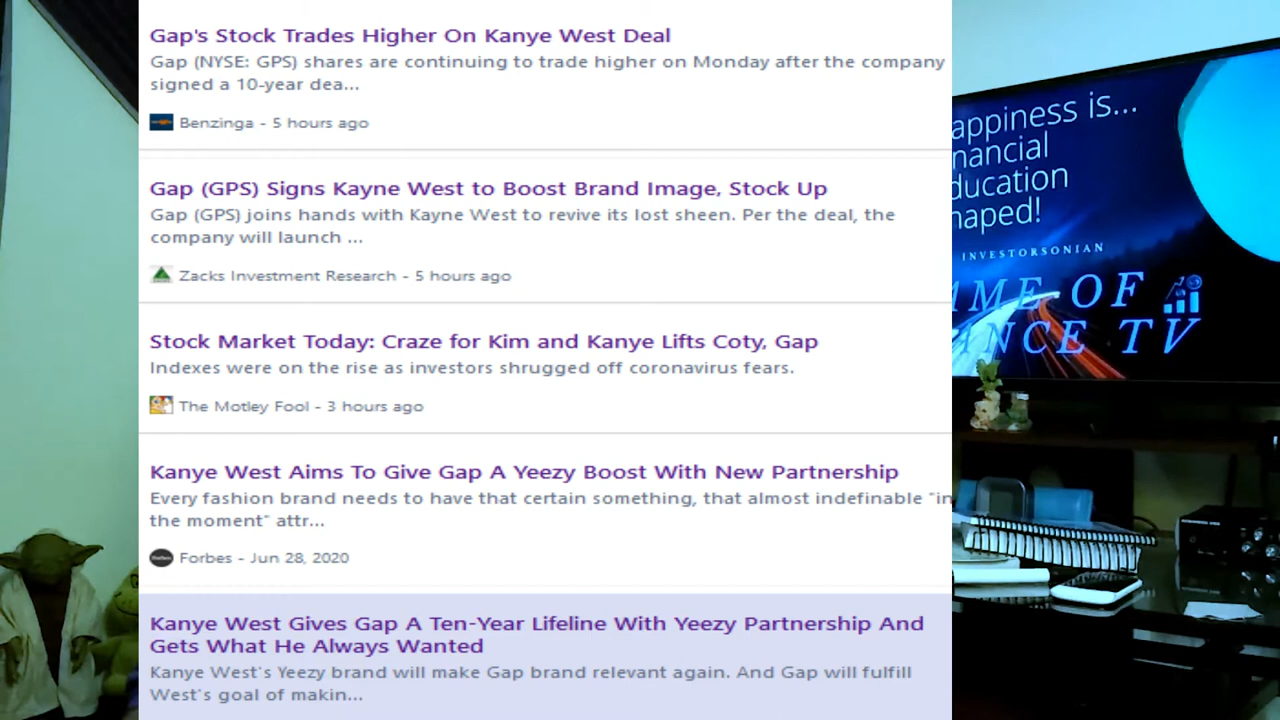 Gap's Stock Trades Higher On Kanye West Deal
Gap (NYSE: GPS) shares are continuing to trade higher on Monday after the company
signed a 10-year dea...
Benzinga - 5 hours ago
Gap (GPS) Signs Kayne West to Boost Brand Image, Stock Up
Gap (GPS) joins hands with Kayne West to revive its lost sheen. Per the deal, the
company will launch ...
Zacks Investment Research - 5 hours ago
Stock Market Today: Craze for Kim and Kanye Lifts Coty, Gap
Indexes were on the rise as investors shrugged off coronavirus fears.
The Motley Fool - 3 hours ago
Kanye West Aims To Give Gap A Yeezy Boost With New Partnership
Every fashion brand needs to have that certain something, that almost indefinable "in
the moment" attr...
Forbes - Jun 28, 2020
Kanye West Gives Gap A Ten-Year Lifeline With Yeezy Partnership And
Gets What He Always Wanted
Kanye West's Yeezy brand will make Gap brand relevant again. And Gap will fulfill
West's goal of makin...
appiness is...
nancial
ducation
haped!
INVESTORSONIAN
AME OF
NCE TV